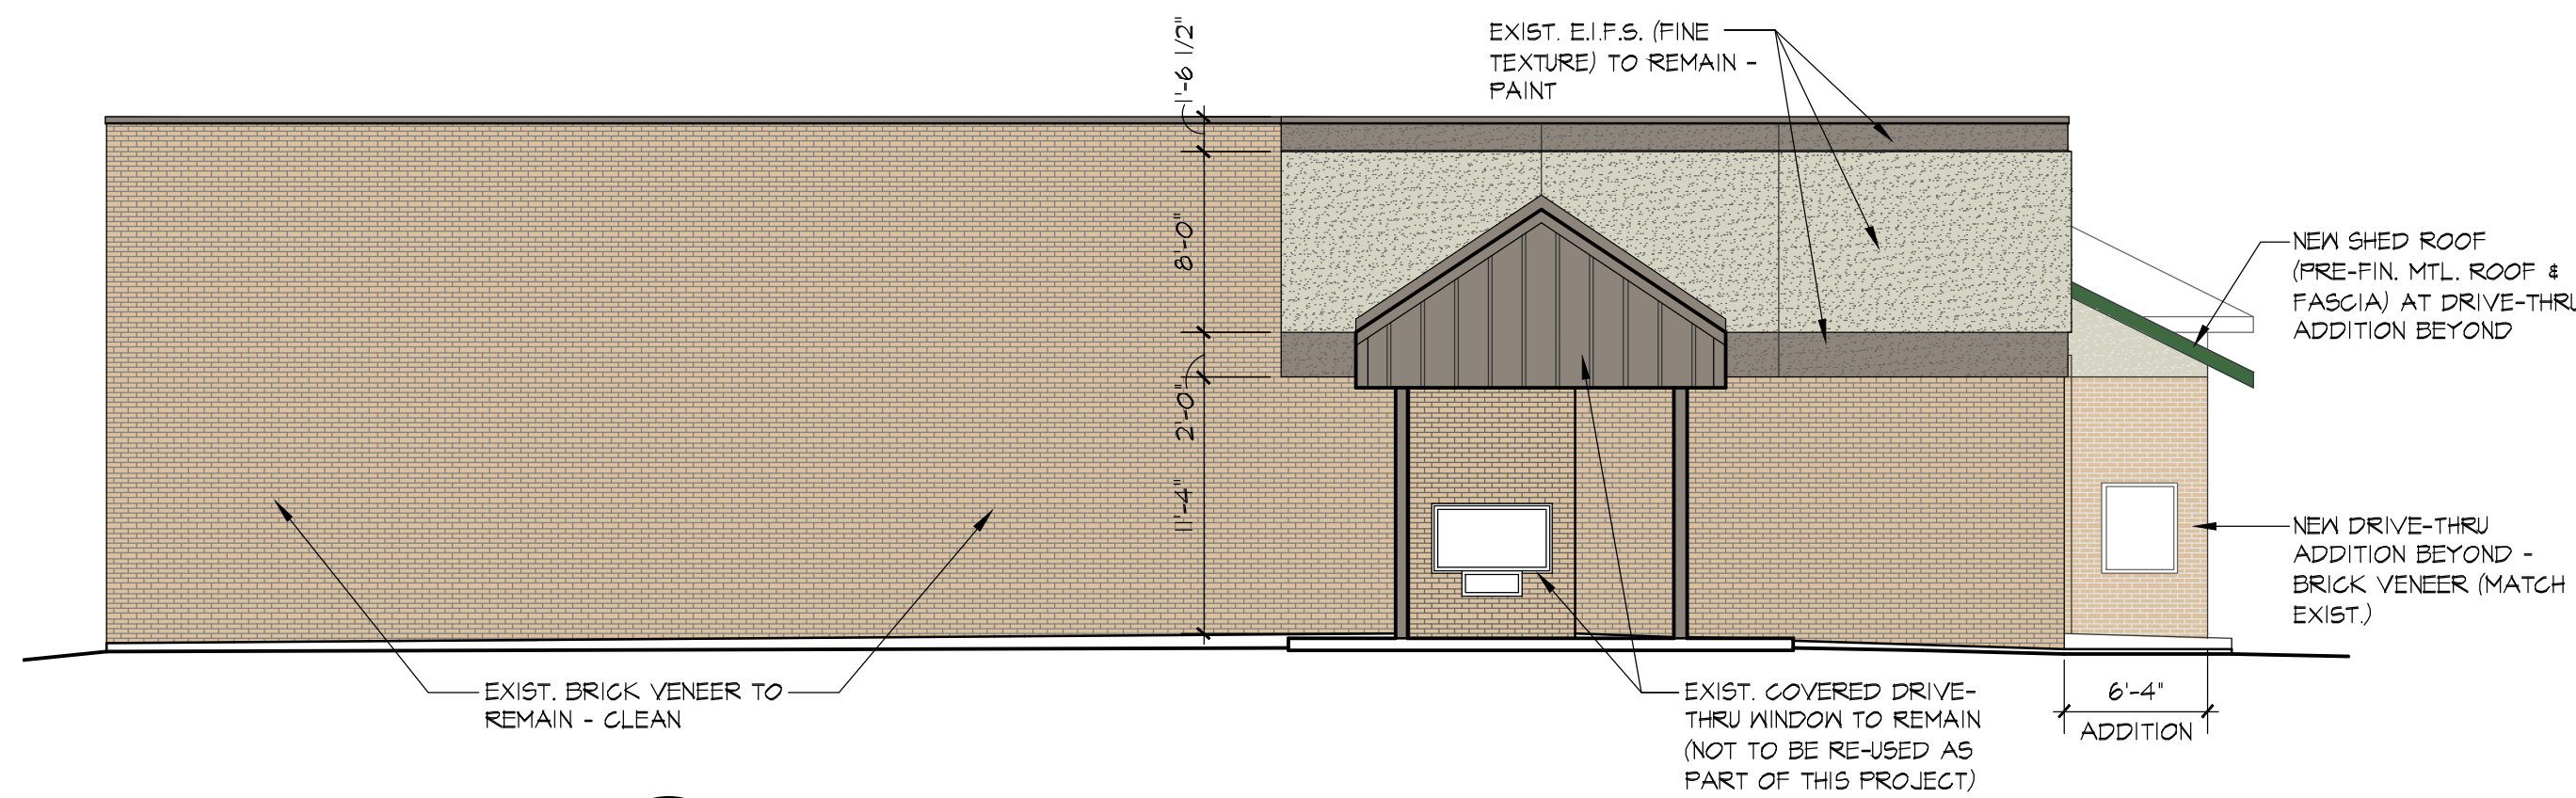 1'-6 1/2"
EXIST. E.I.F.S. (FINE
TEXTURE) TO REMAIN -
PAINT
8'-0"
NEW SHED ROOF
(PRE-FIN. MTL. ROOF &
FASCIA) AT DRIVE-THRU
ADDITION BEYOND
2'-0"
11'-4"
NEW DRIVE-THRU
ADDITION BEYOND -
BRICK VENEER (MATCH
EXIST.)
EXIST. BRICK VENEER TO
REMAIN - CLEAN
EXIST. COVERED DRIVE-
THRU WINDOW TO REMAIN
(NOT TO BE RE-USED AS
PART OF THIS PROJECT)
6'-4"
ADDITION